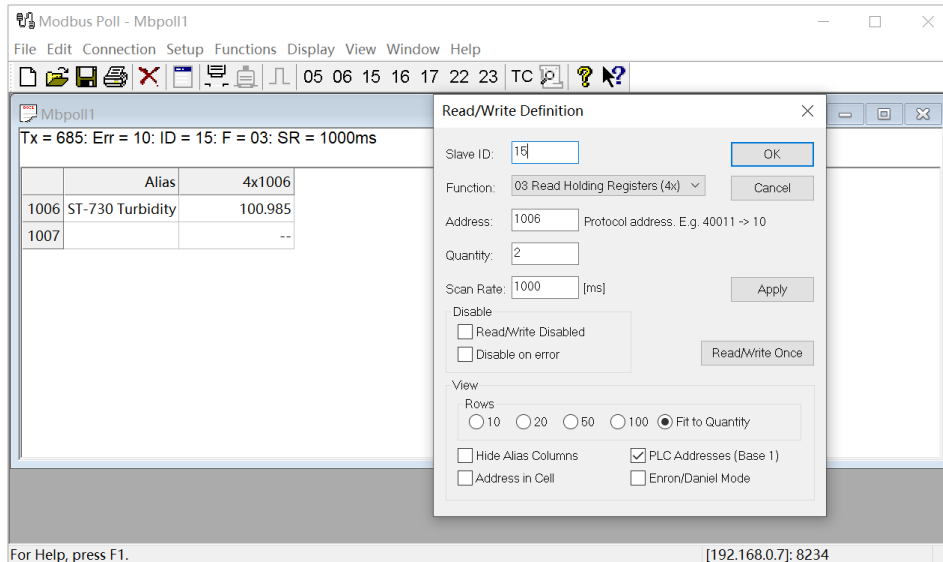 Modbus Poll - Mbpoll1
File Edit Connection Setup Functions Display View Window Help
05 06 15 16 17 22 23 TC
Mbpoll1
Tx = 685: Err = 10: ID = 15: F = 03: SR = 1000ms
Alias 4x1006
1006 ST-730 Turbidity 100.985
1007 --
Read/Write Definition
Slave ID: 15 OK
Function: 03 Read Holding Registers (4x) Cancel
Address: 1006 Protocol address. E.g. 40011 -> 10
Quantity: 2
Scan Rate: 1000 [ms] Apply
Disable
Read/Write Disabled
Disable on error Read/Write Once
View
Rows
10 20 50 100 Fit to Quantity
Hide Alias Columns PLC Addresses (Base 1)
Address in Cell Enron/Daniel Mode
For Help, press F1. [192.168.0.7]: 8234